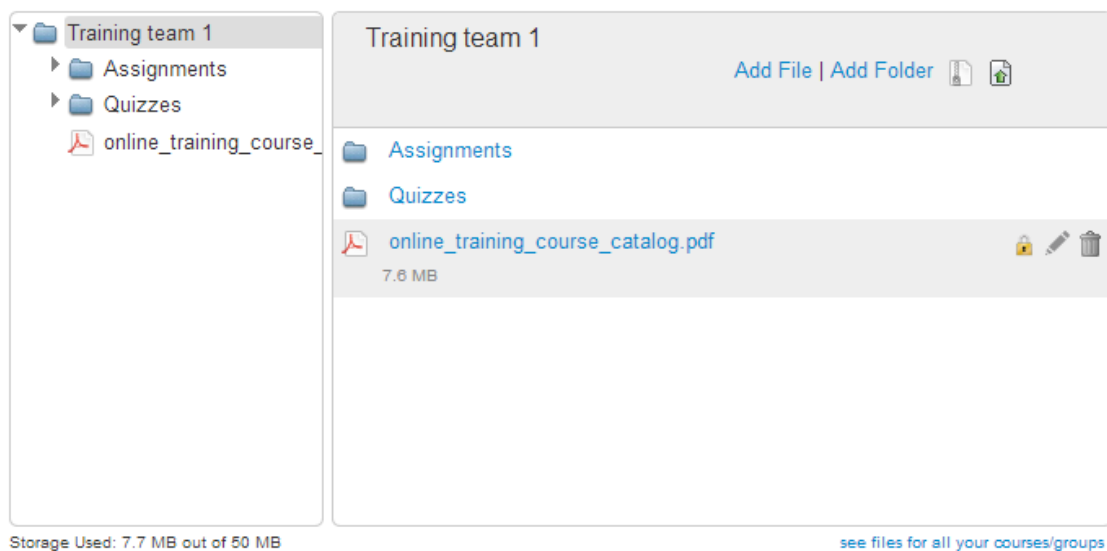 Training team 1
Assignments
Quizzes
online_training_course_
Training team 1
Add File | Add Folder
Assignments
Quizzes
online_training_course_catalog.pdf
7.6 MB
Storage Used: 7.7 MB out of 50 MB
see files for all your courses/groups